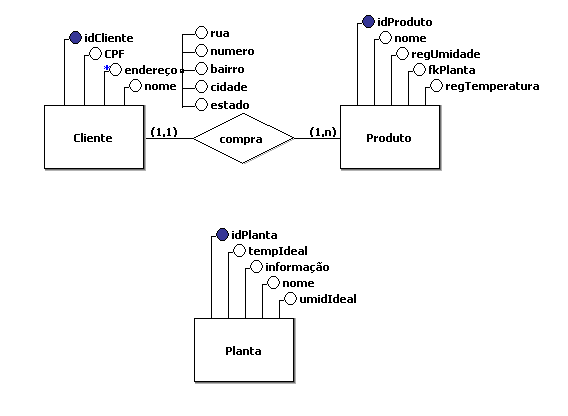 idCliente
CPF
* endereço
nome
rua
numero
bairro
cidade
estado
Cliente
(1,1)
compra
(1,n)
idProduto
nome
regUmidade
fkPlanta
regTemperatura
Produto
idPlanta
tempIdeal
informação
nome
umidIdeal
Planta